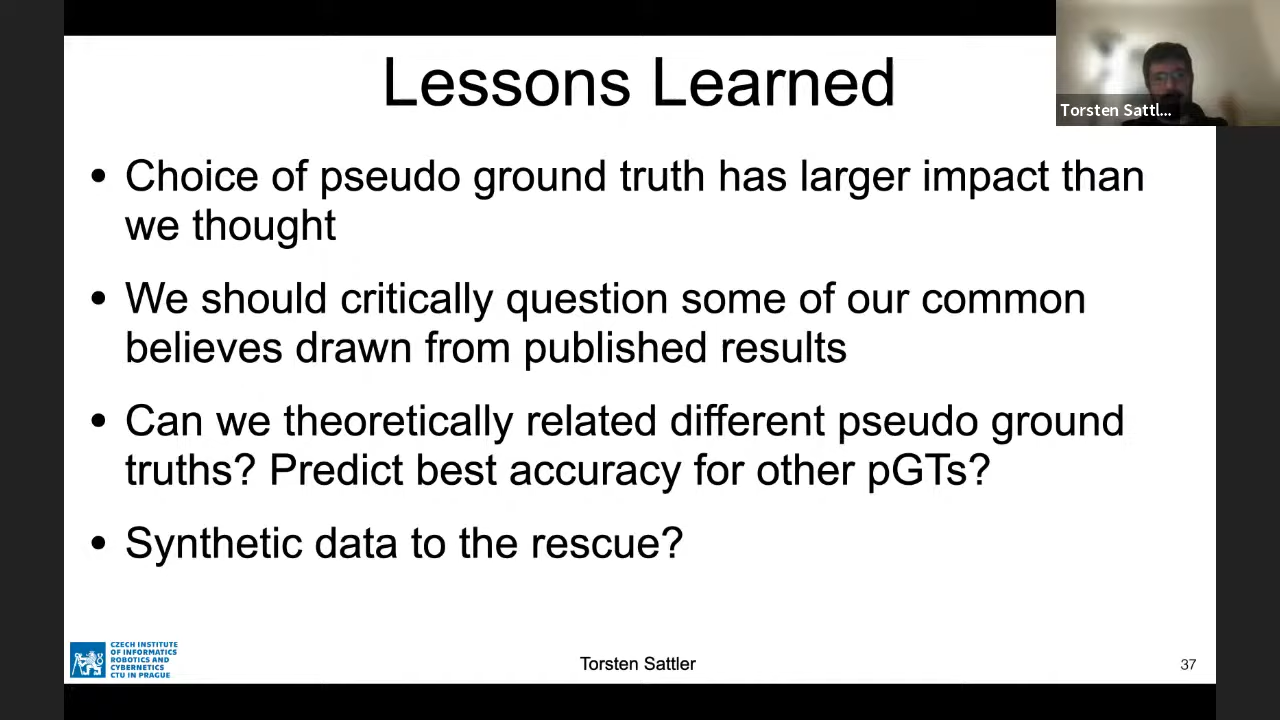 Lessons Learned
Torsten Sattl...
• Choice of pseudo ground truth has larger impact than
we thought
• We should critically question some of our common
believes drawn from published results
• Can we theoretically related different pseudo ground
truths? Predict best accuracy for other pGTs?
• Synthetic data to the rescue?
CZECH INSTITUTE
OF INFORMATICS
ROBOTICS AND
CYBERNETICS
CTU IN PRAGUE
Torsten Sattler
37